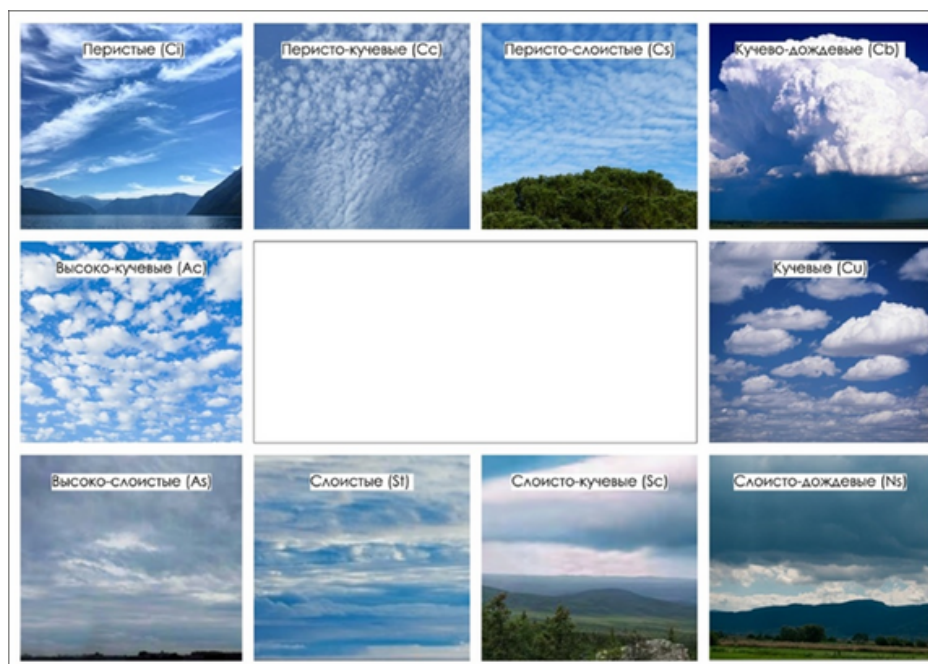 Перистые (Ci)
Перисто-кучевые (Cc)
Перисто-слоистые (Cs)
Кучево-дождевые (Cb)
Высоко-кучевые (Ac)
Кучевые (Cu)
Высоко-слоистые (As)
Слоистые (St)
Слоисто-кучевые (Sc)
Слоисто-дождевые (Ns)